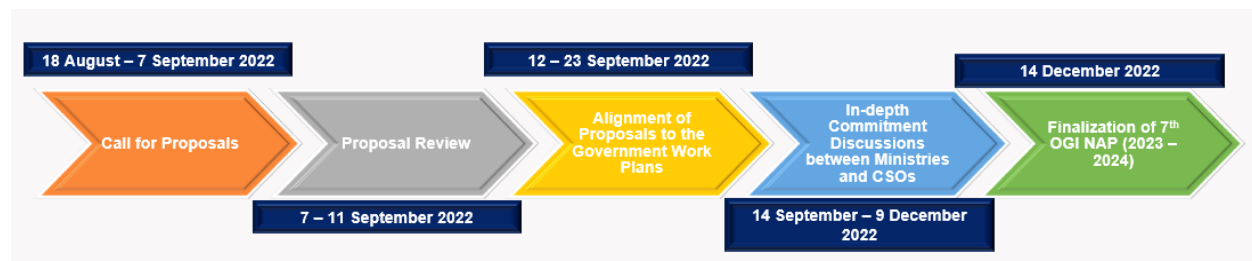 18 August – 7 September 2022
Call for Proposals
7 – 11 September 2022
Proposal Review
12 – 23 September 2022
Alignment of
Proposals to the
Government Work
Plans
14 September – 9 December
2022
In-depth
Commitment
Discussions
between Ministries
and CSOs
14 December 2022
Finalization of 7th
OGI NAP (2023 –
2024)